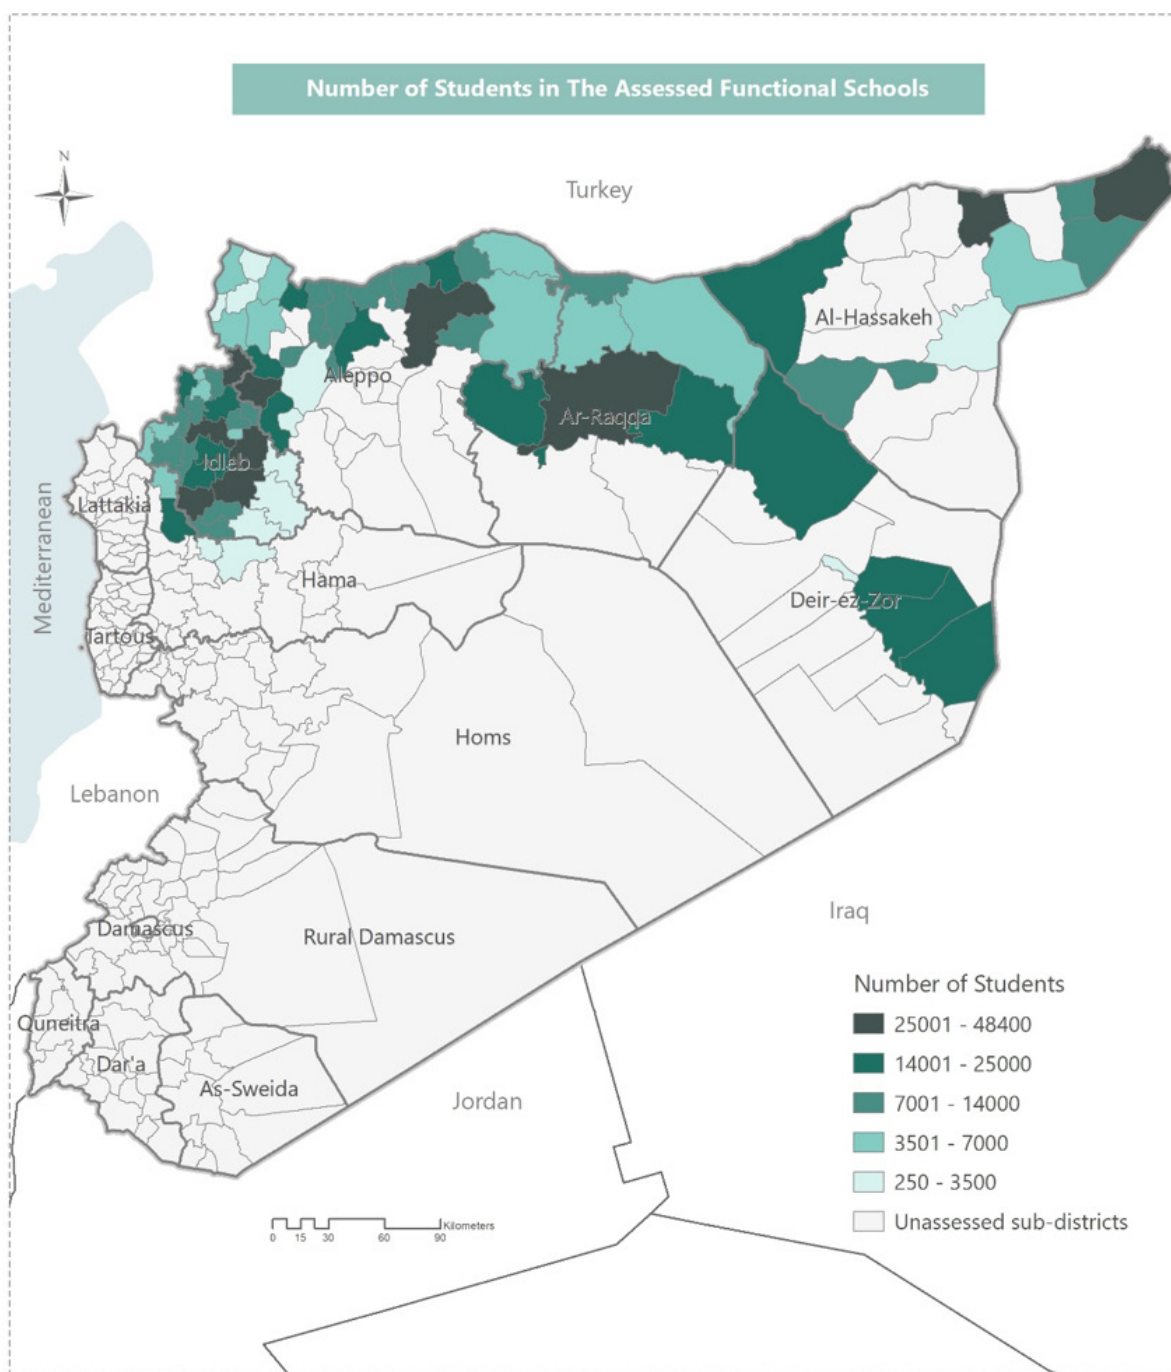 Number of Students in The Assessed Functional Schools
N
Turkey
Al-Hassakeh
Aleppo
Ar-Raqqa
Idleb
Lattakia
Mediterranean
Hama
Deir-ez-Zor
Tartous
Homs
Lebanon
Iraq
Damascus
Rural Damascus
Quneitra
Dar'a
As-Sweida
Jordan
Number of Students
25001 - 48400
14001 - 25000
7001 - 14000
3501 - 7000
250 - 3500
Unassessed sub-districts
Kilometers
0 15 30 60 90